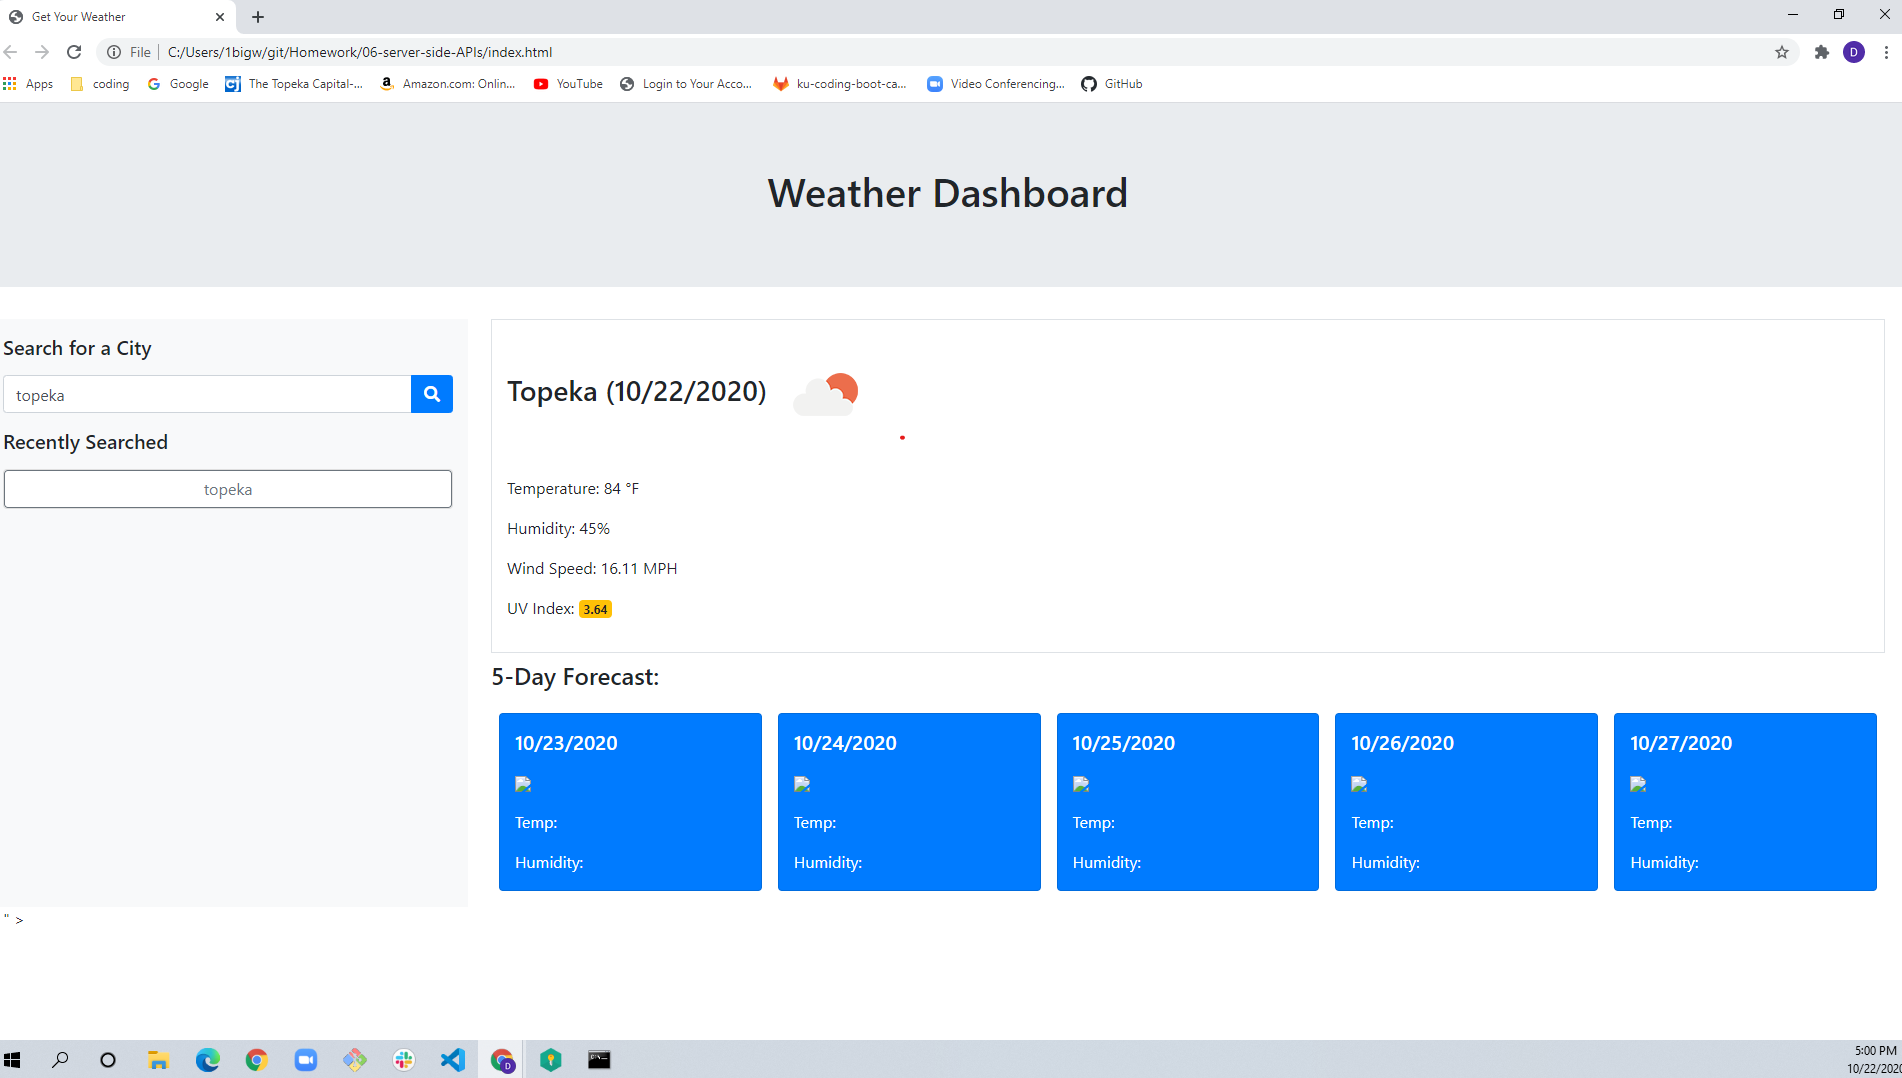 Get Your Weather
File | C:/Users/1bigw/git/Homework/06-server-side-APIs/index.html
D
Apps coding Google The Topeka Capital-... Amazon.com: Onlin... YouTube Login to Your Acco... ku-coding-boot-ca... Video Conferencing... GitHub
Weather Dashboard
Search for a City
topeka
Recently Searched
topeka
Topeka (10/22/2020)
Temperature: 84 °F
Humidity: 45%
Wind Speed: 16.11 MPH
UV Index: 3.64
5-Day Forecast:
10/23/2020 10/24/2020 10/25/2020 10/26/2020 10/27/2020
Temp: Temp: Temp: Temp: Temp:
Humidity: Humidity: Humidity: Humidity: Humidity:
" >
5:00 PM
10/22/202